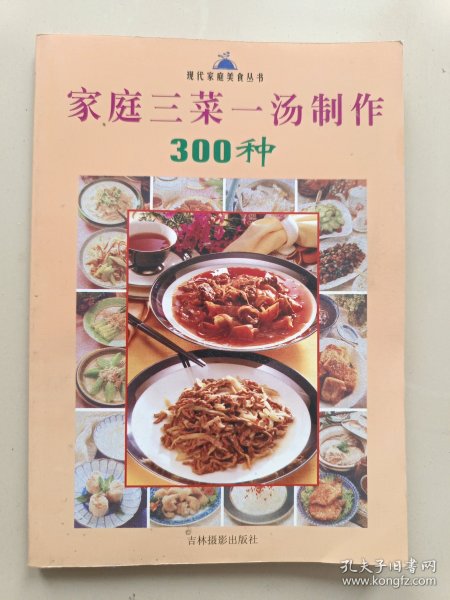 现代家庭美食丛书
家庭三菜一汤制作
300种
吉林摄影出版社
孔夫子旧书网
www.kongfz.com